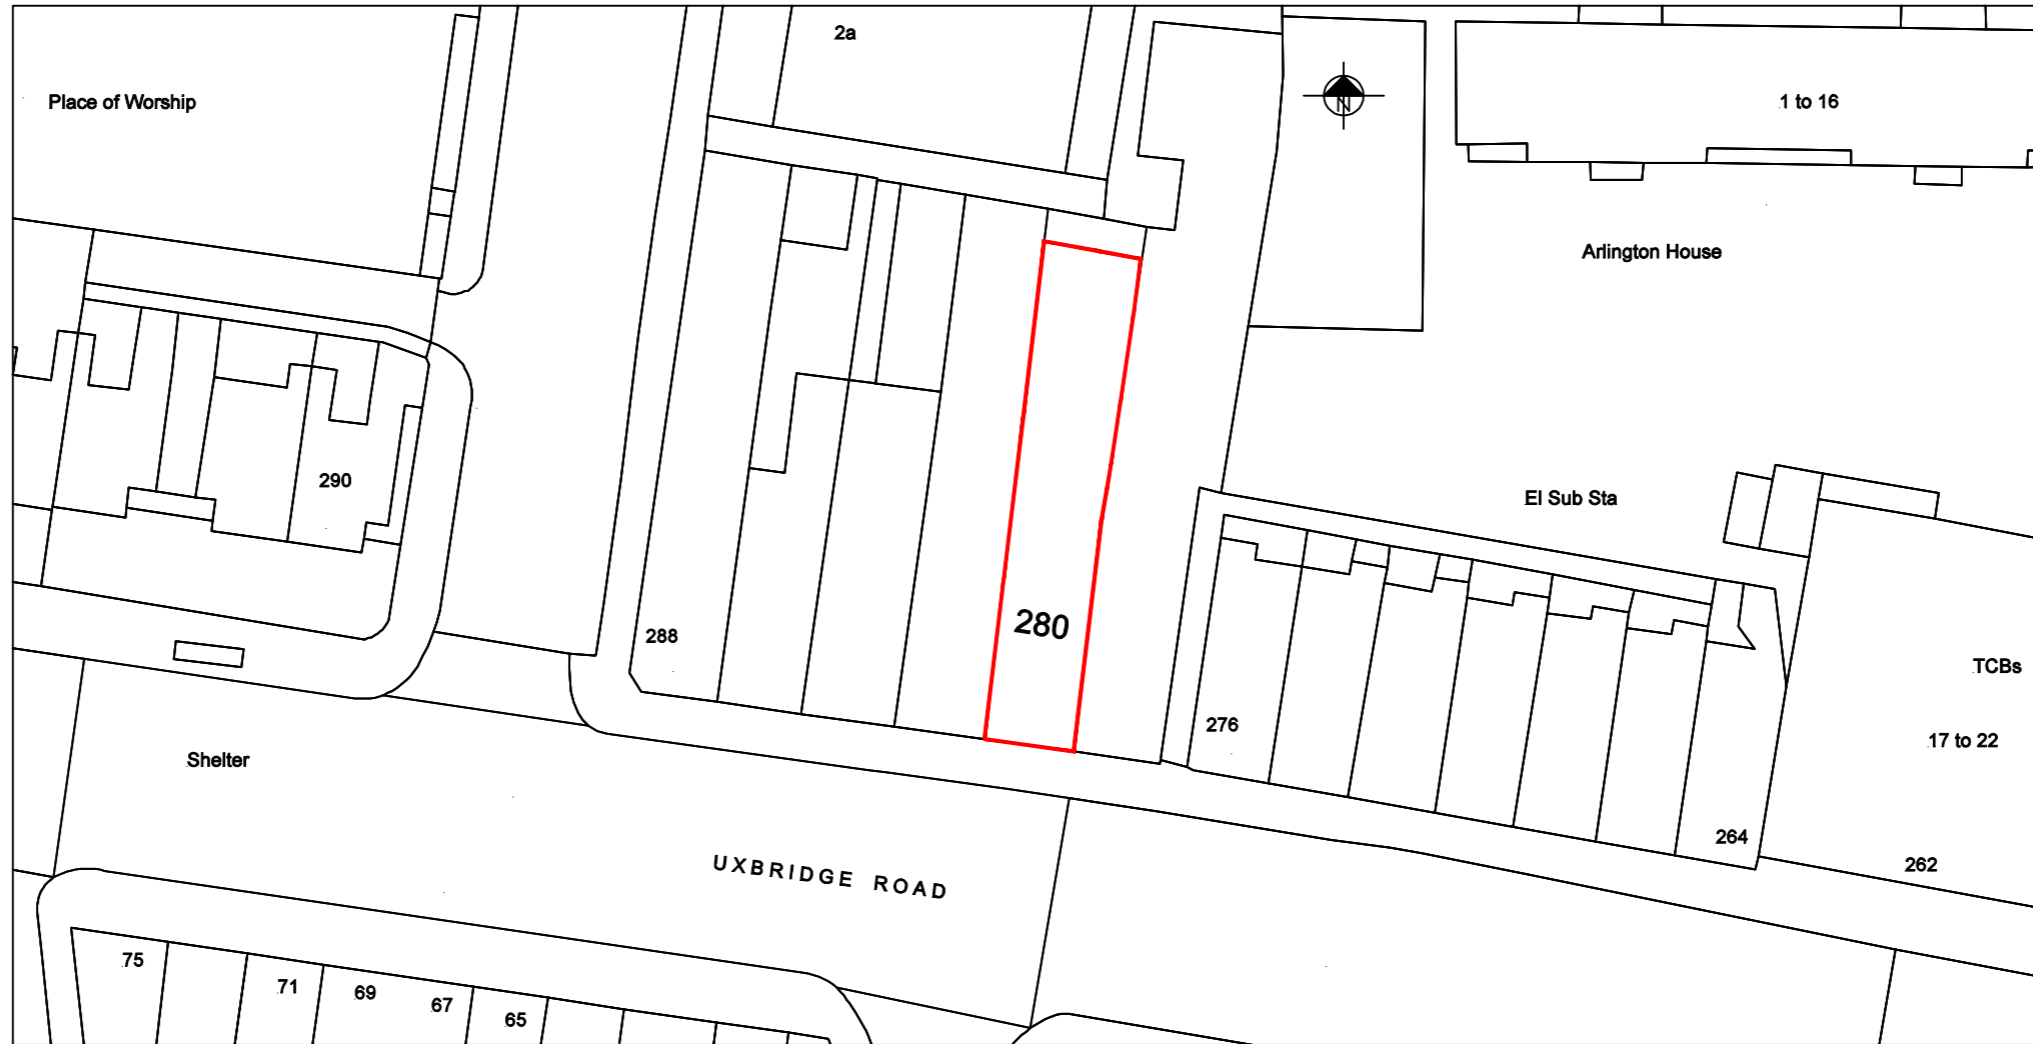 2a
Place of Worship
N
1 to 16
Arlington House
290
El Sub Sta
280
288
TCBs
276
17 to 22
Shelter
264
262
UXBRIDGE ROAD
75
71
69
67
65